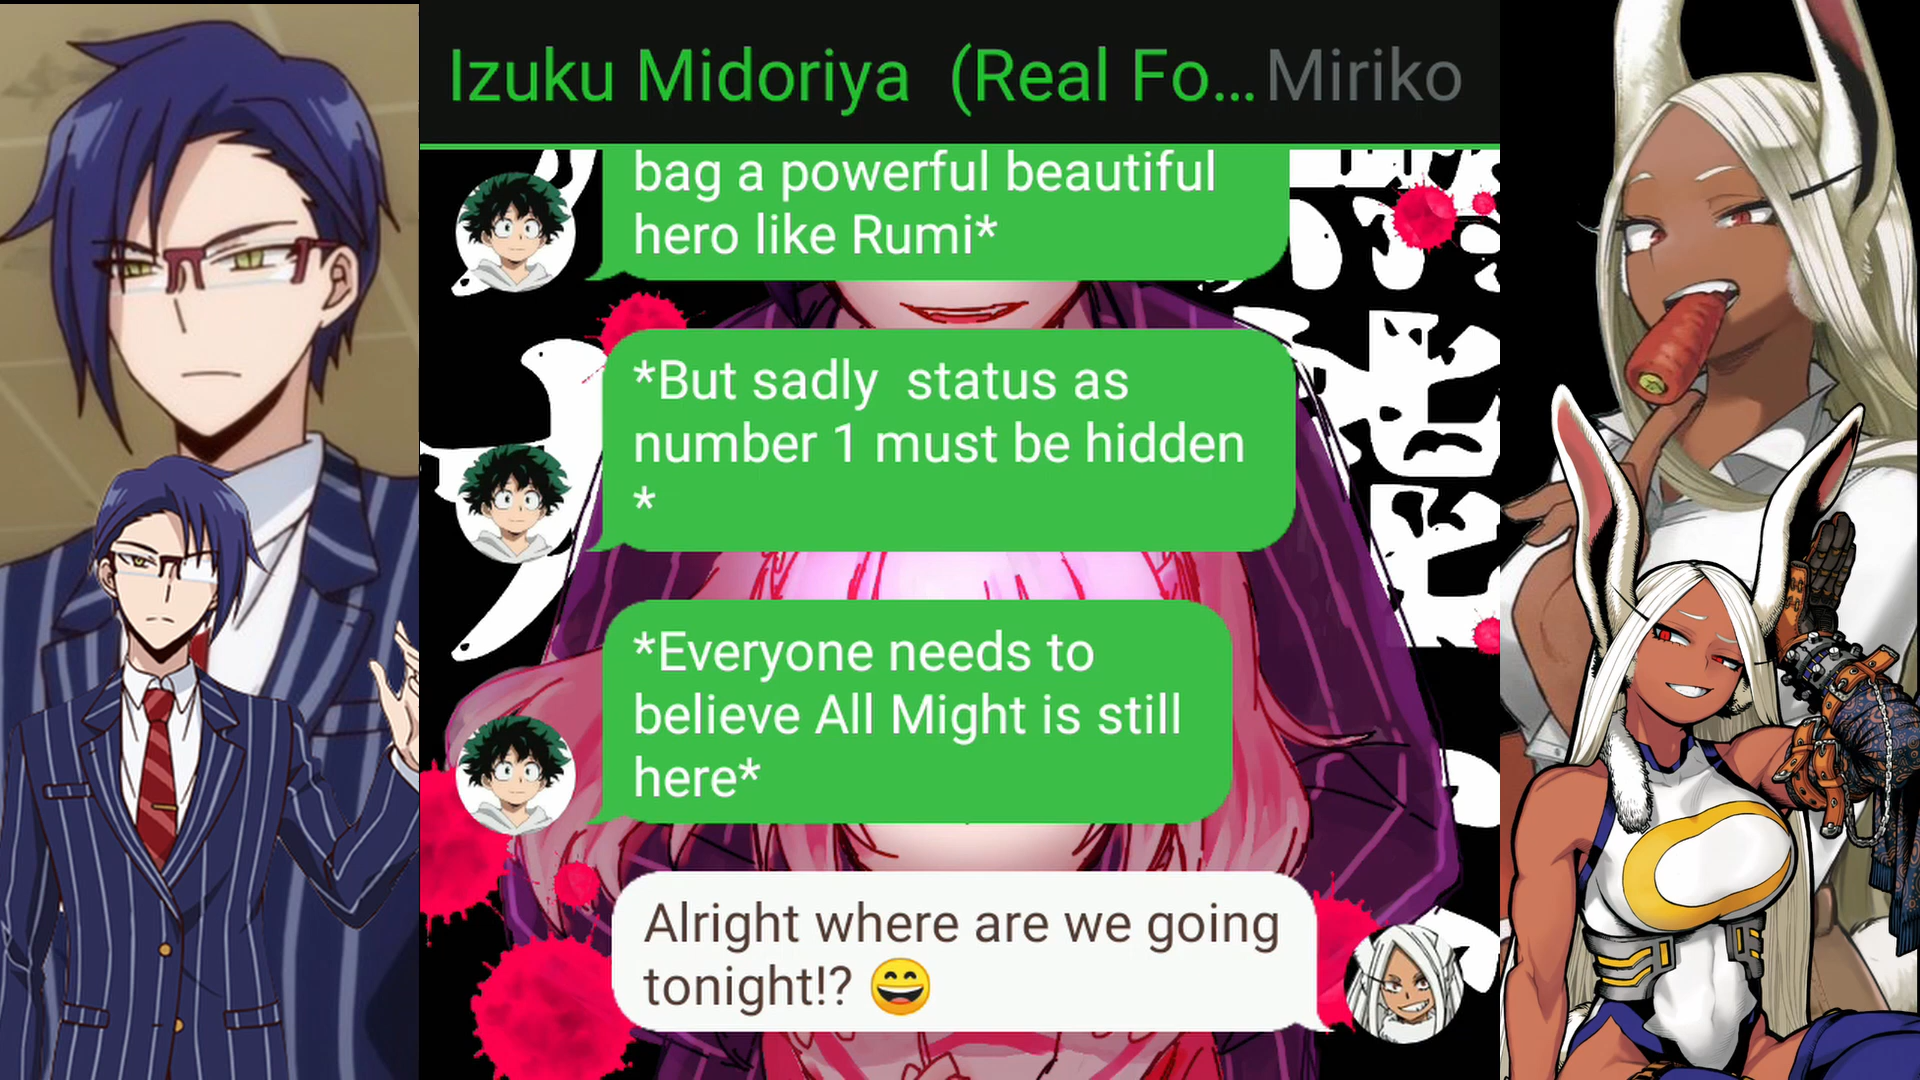 Izuku Midoriya (Real Fo... Miriko
bag a powerful beautiful
hero like Rumi*
*But sadly status as
number 1 must be hidden
*
*Everyone needs to
believe All Might is still
here*
Alright where are we going
tonight!? 😄